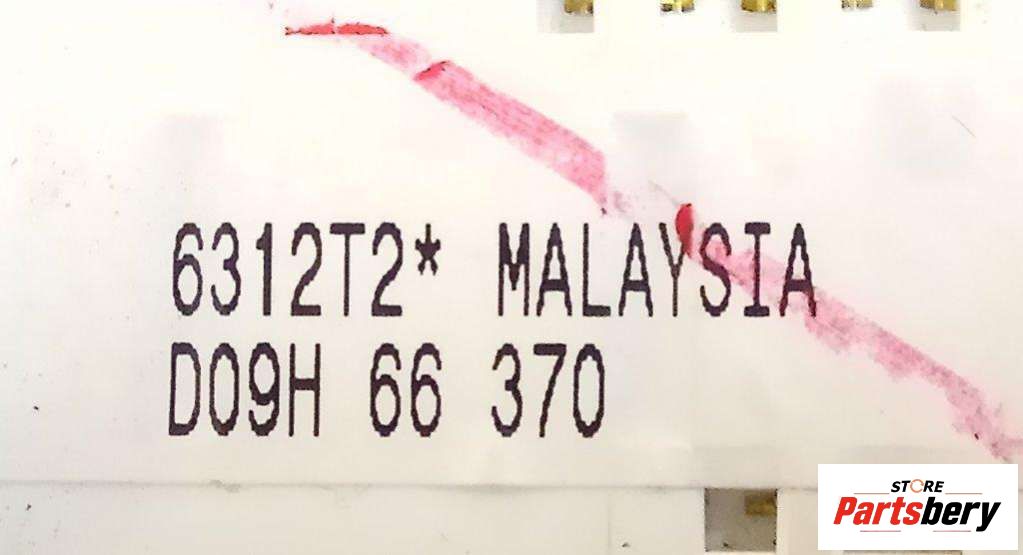 6312T2* MALAYSIA
D09H 66 370
STORE
Partsbery